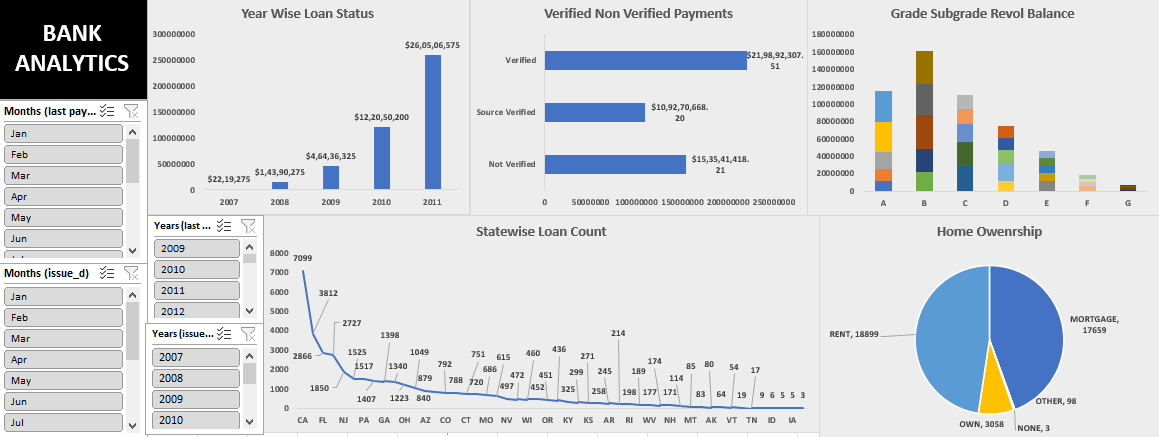 BANK
ANALYTICS
Months (last pay...
Jan
Feb
Mar
Apr
May
Jun
Months (issue_d)
Jan
Feb
Mar
Apr
May
Jun
Jul
Years (last ...
2009
2010
2011
2012
Years (issue...
2007
2008
2009
2010
Year Wise Loan Status
300000000
250000000
200000000
150000000
100000000
50000000
0
$22,19,275
$1,43,90,275
$4,64,36,325
$12,20,50,200
$26,05,06,575
2007 2008 2009 2010 2011
Verified Non Verified Payments
Verified
$21,98,92,307.
51
Source Verified
$10,92,70,668.
20
Not Verified
$15,35,41,418.
21
0 50000000 100000000 150000000 200000000 250000000
Grade Subgrade Revol Balance
180000000
160000000
140000000
120000000
100000000
80000000
60000000
40000000
20000000
0
A B C D E F G
Statewise Loan Count
8000
7000
6000
5000
4000
3000
2000
1000
0
7099
3812
2866
2727
1850
1525
1517
1407
1398
1340
1223
1049
879
840
792
788
751
720
686
615
497
472
460
452
451
436
325
299
271
258
245
214
198
189
177
174
171
114
85
83
80
64
54
19
17
9 6 5 5 3
CA FL NJ PA GA OH AZ CO CT MO NV WI OR KY KS AR RI WV NH MT AK VT TN ID IA
Home Owenrship
RENT, 18899
MORTGAGE,
17659
OTHER, 98
NONE, 3
OWN, 3058